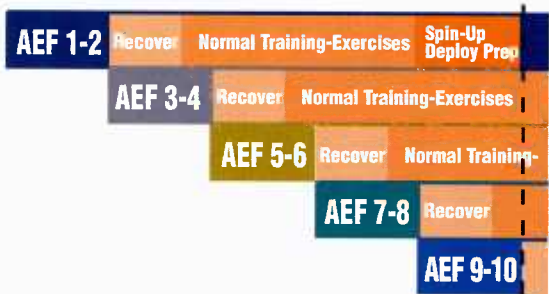 AEF 1-2 Recover Normal Training-Exercises Spin-Up
Deploy Prep
AEF 3-4 Recover Normal Training-Exercises
AEF 5-6 Recover Normal Training-
AEF 7-8 Recover
AEF 9-10